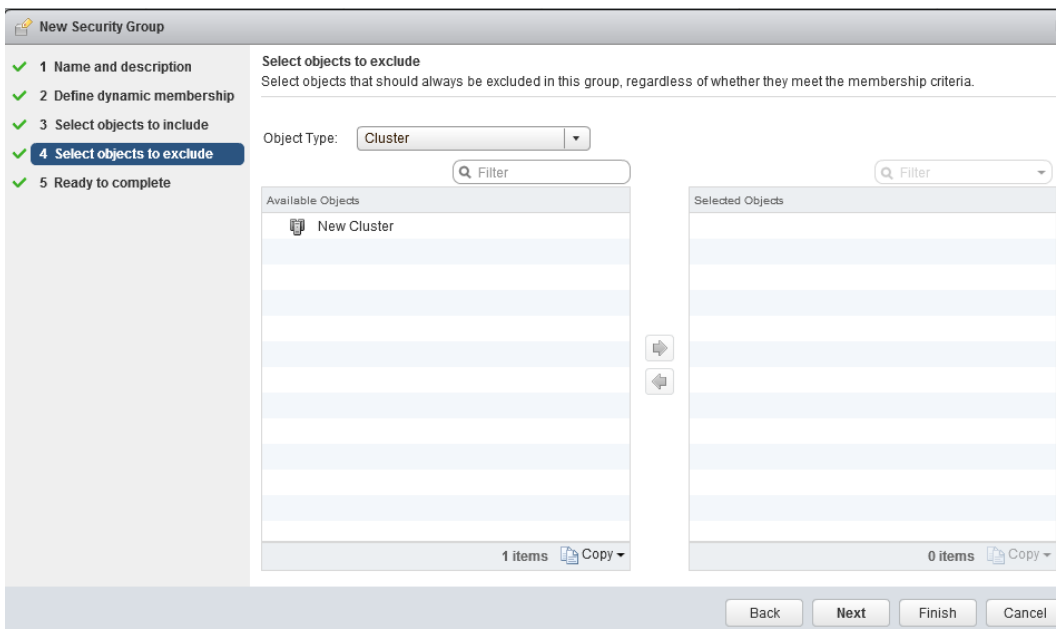 New Security Group
1 Name and description
2 Define dynamic membership
3 Select objects to include
4 Select objects to exclude
5 Ready to complete
Select objects to exclude
Select objects that should always be excluded in this group, regardless of whether they meet the membership criteria.
Object Type: Cluster
Filter
Available Objects
New Cluster
1 items Copy
Filter
Selected Objects
0 items Copy
Back Next Finish Cancel